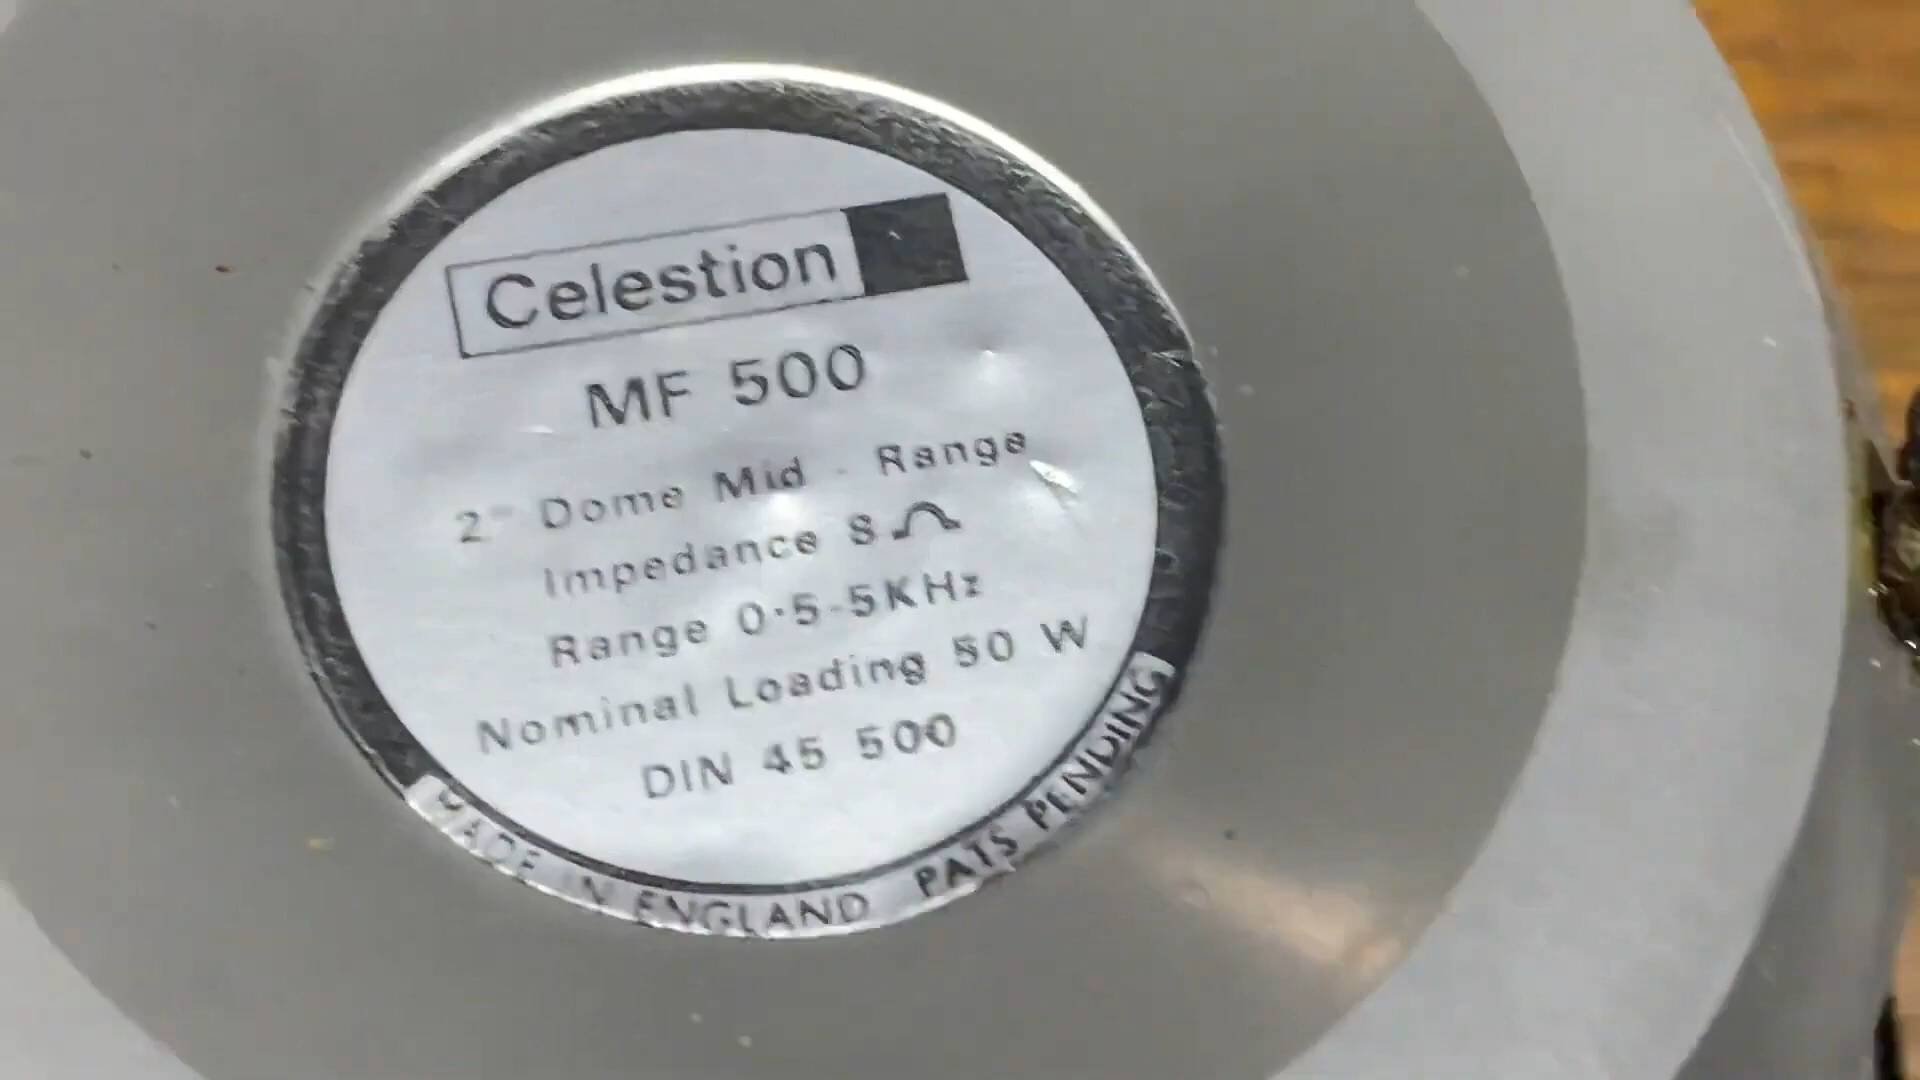 Celestion
MF 500
2" Dome Mid - Range
Impedance 8 Ω
Range 0·5-5KHz
Nominal Loading 50 W
DIN 45 500
MADE IN ENGLAND PATS PENDING